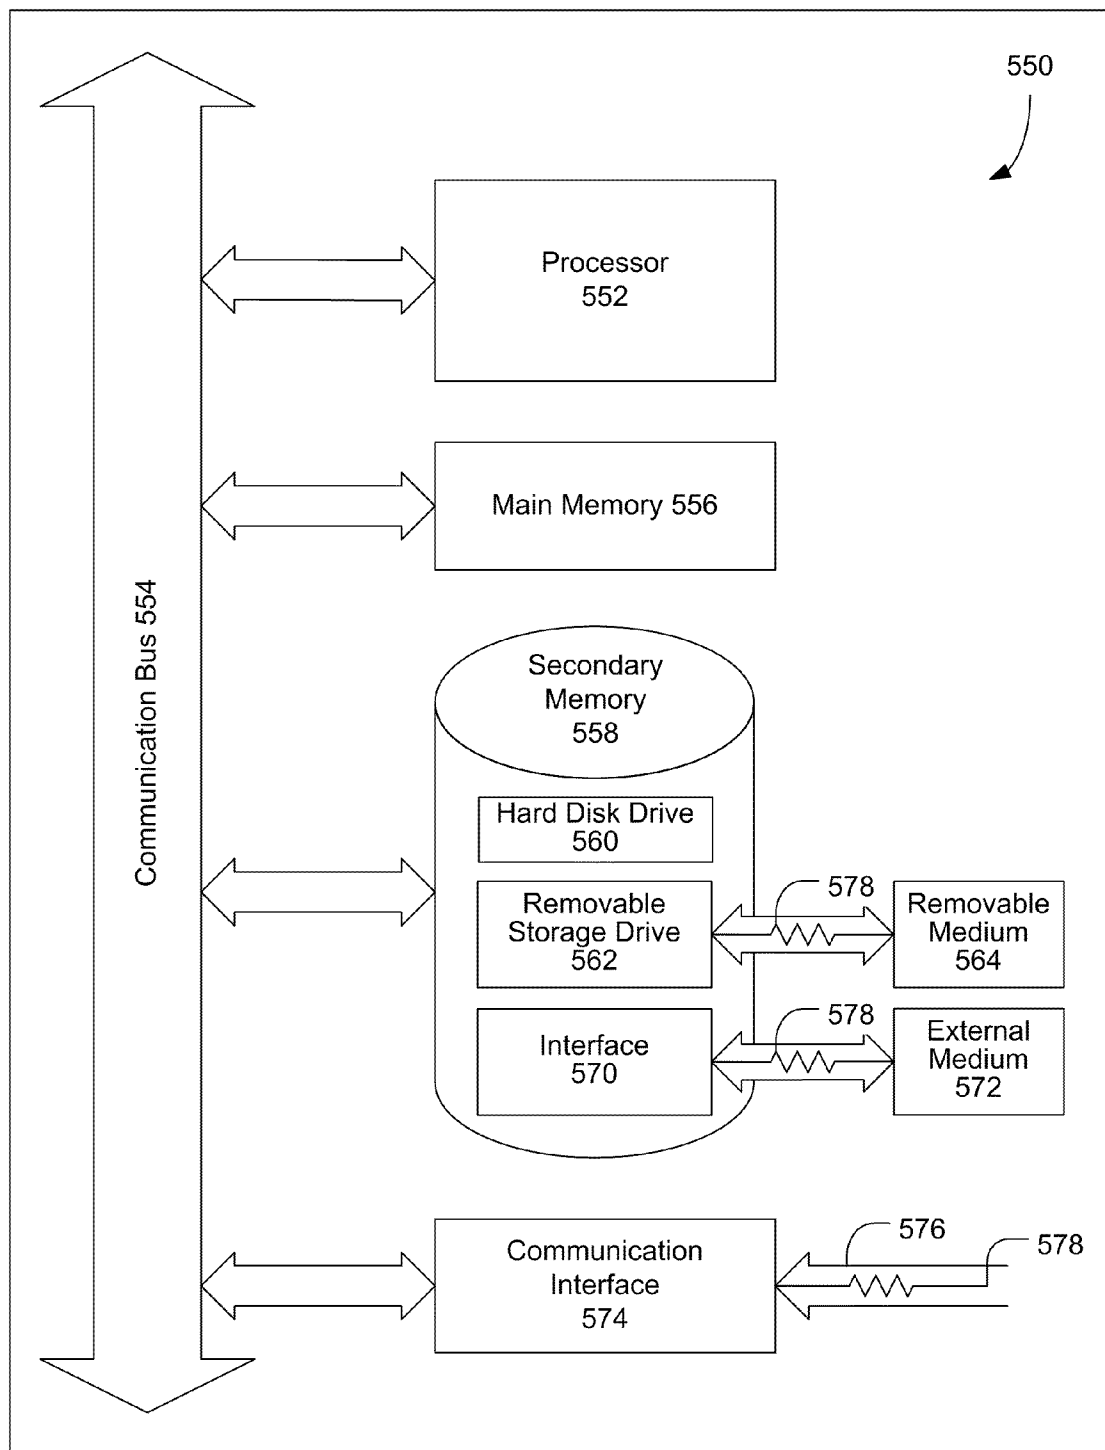 550
Processor
552
Main Memory 556
Communication Bus 554
Secondary
Memory
558
Hard Disk Drive
560
Removable
Storage Drive
562
578
Removable
Medium
564
Interface
570
578
External
Medium
572
Communication
Interface
574
576
578